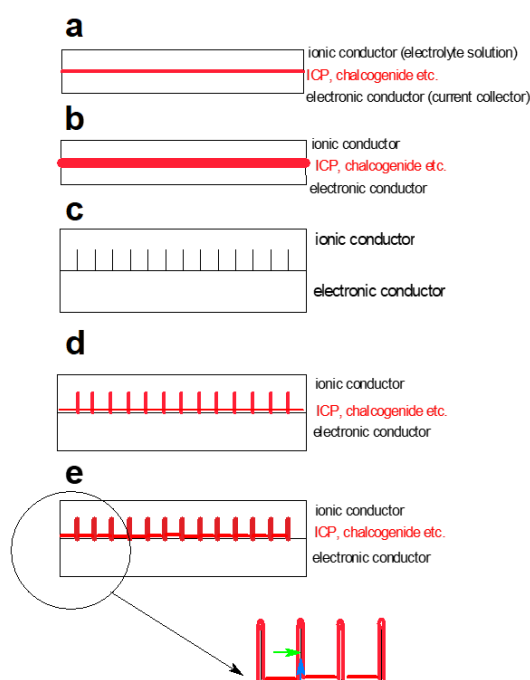 a
ionic conductor (electrolyte solution)
ICP, chalcogenide etc.
electronic conductor (current collector)
b
ionic conductor
ICP, chalcogenide etc.
electronic conductor
c
ionic conductor
electronic conductor
d
ionic conductor
ICP, chalcogenide etc.
electronic conductor
e
ionic conductor
ICP, chalcogenide etc.
electronic conductor